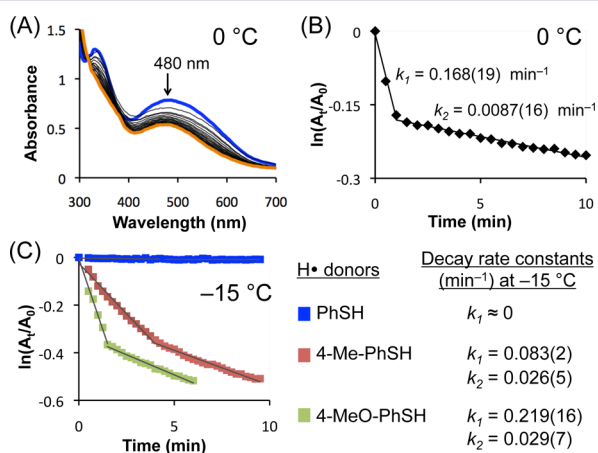 (A)
0 °C
480 nm
1.5
1
0.5
0
Absorbance
300 400 500 600 700
Wavelength (nm)
(B)
0 °C
k1 = 0.168(19) min–1
k2 = 0.0087(16) min–1
0
-0.15
-0.3
ln(At/A0)
0 5 10
Time (min)
(C)
–15 °C
0
-0.2
-0.4
-0.6
ln(At/A0)
0 5 10
Time (min)
H• donors
Decay rate constants
(min–1) at –15 °C
PhSH
k1 ≈ 0
4-Me-PhSH
k1 = 0.083(2)
k2 = 0.026(5)
4-MeO-PhSH
k1 = 0.219(16)
k2 = 0.029(7)